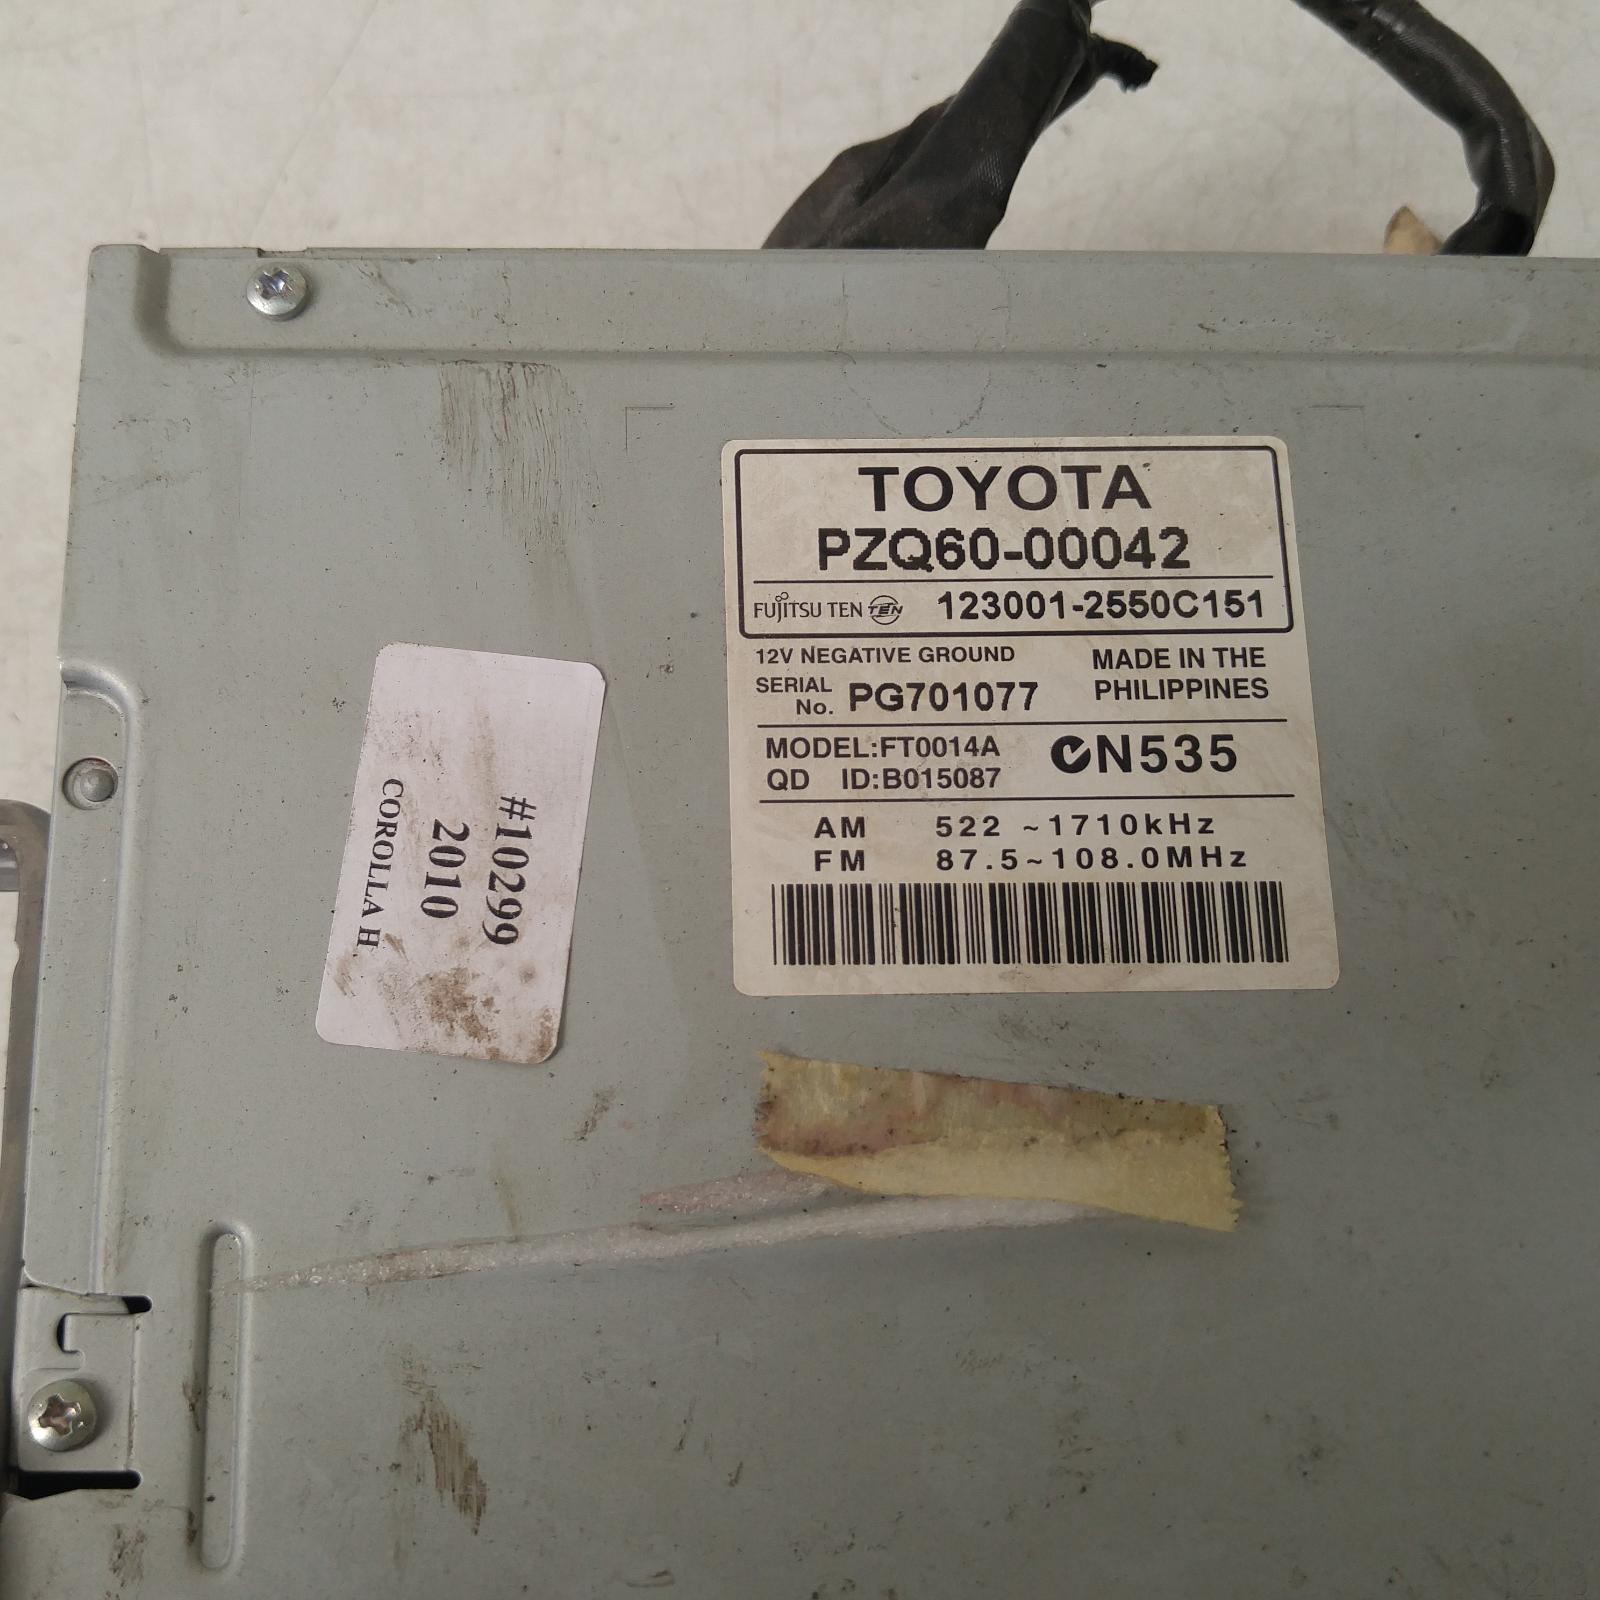 TOYOTA
PZQ60-00042
FUJITSU TEN TEN 123001-2550C151
12V NEGATIVE GROUND
SERIAL No. PG701077
MADE IN THE
PHILIPPINES
MODEL:FT0014A
QD ID:B015087
N535
AM 522 ~1710kHz
FM 87.5~108.0MHz
#10299
2010
COROLLA H